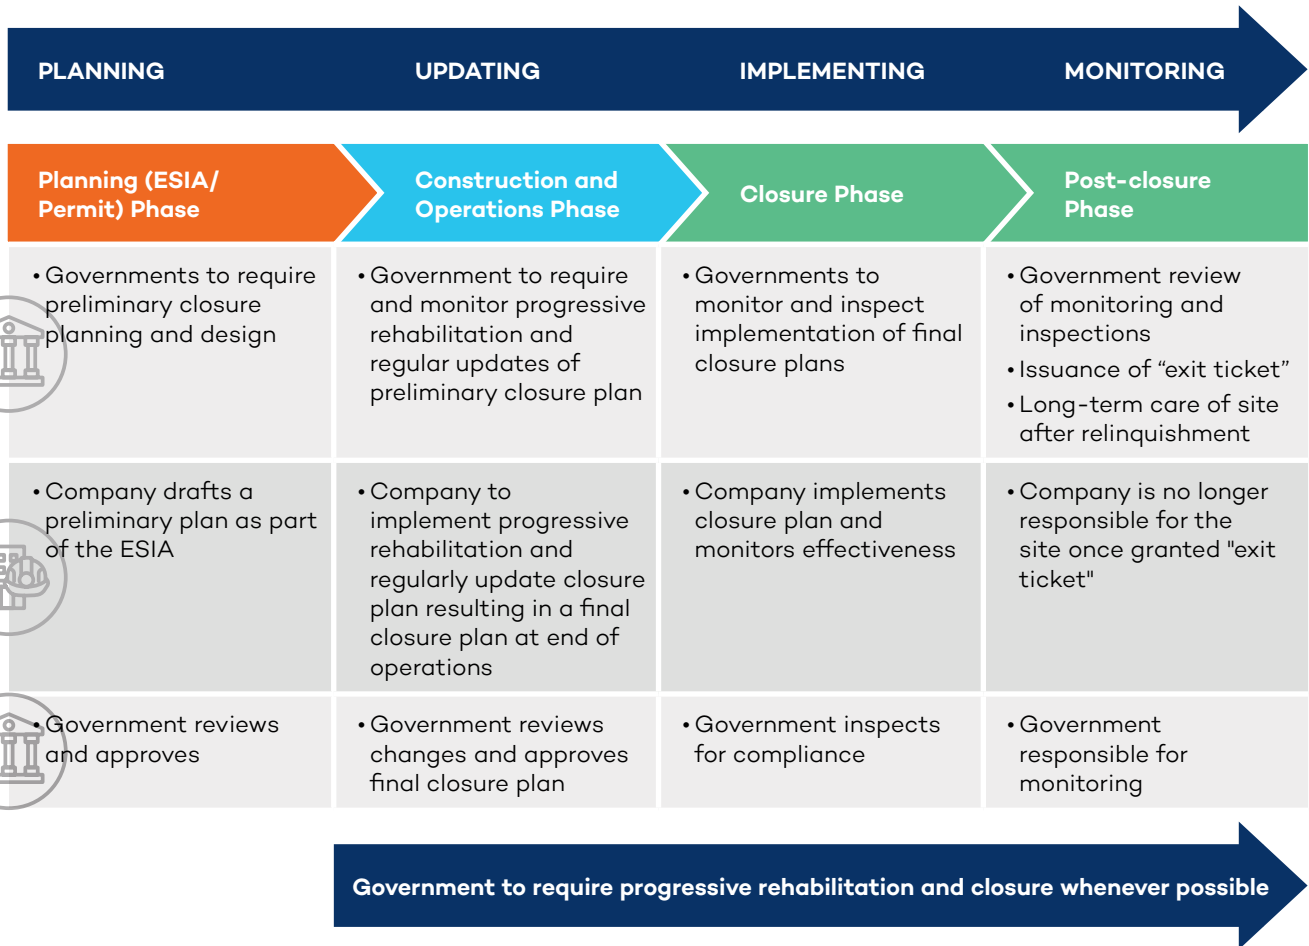 PLANNING
UPDATING
IMPLEMENTING
MONITORING
Planning (ESIA/
Permit) Phase
Construction and
Operations Phase
Closure Phase
Post-closure
Phase
• Governments to require
preliminary closure
planning and design
• Government to require
and monitor progressive
rehabilitation and
regular updates of
preliminary closure plan
• Governments to
monitor and inspect
implementation of final
closure plans
• Government review
of monitoring and
inspections
• Issuance of “exit ticket”
• Long-term care of site
after relinquishment
• Company drafts a
preliminary plan as part
of the ESIA
• Company to
implement progressive
rehabilitation and
regularly update closure
plan resulting in a final
closure plan at end of
operations
• Company implements
closure plan and
monitors effectiveness
• Company is no longer
responsible for the
site once granted "exit
ticket"
• Government reviews
and approves
• Government reviews
changes and approves
final closure plan
• Government inspects
for compliance
• Government
responsible for
monitoring
Government to require progressive rehabilitation and closure whenever possible